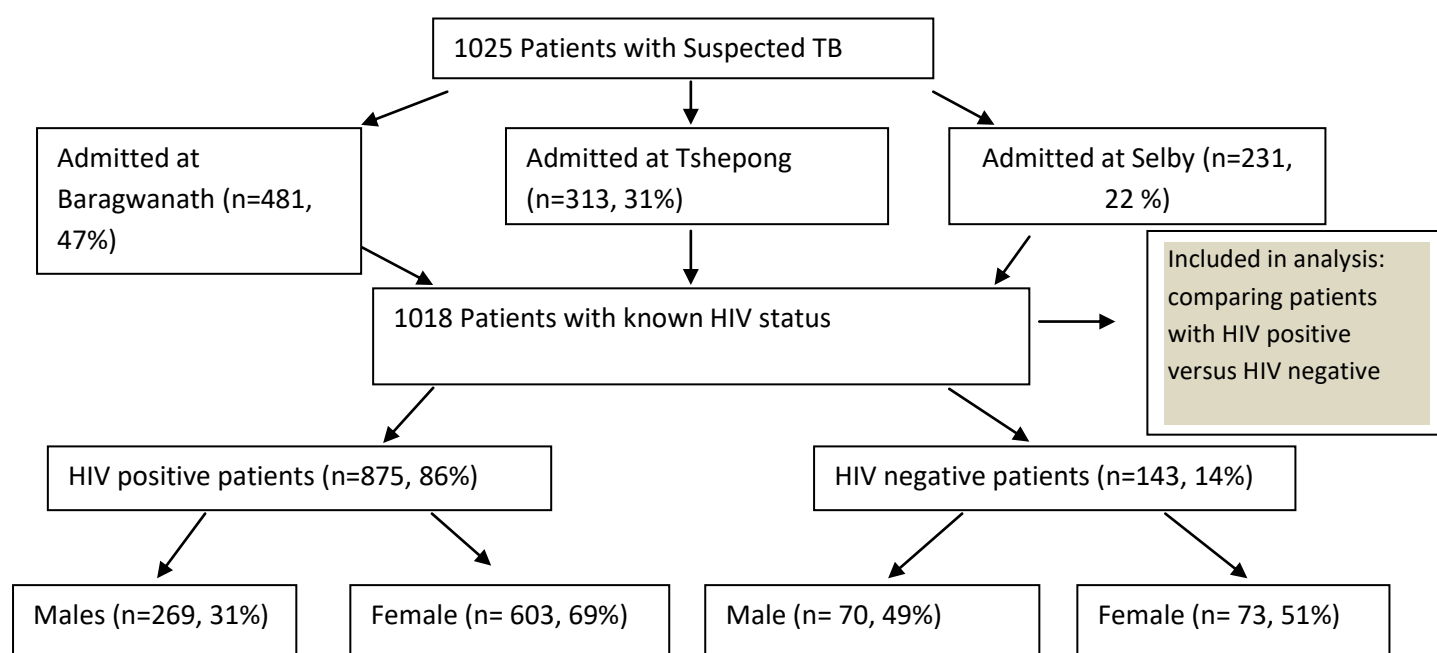 1025 Patients with Suspected TB
Admitted at
Baragwanath (n=481,
47%)
Admitted at Tshepong
(n=313, 31%)
Admitted at Selby (n=231,
22 %)
1018 Patients with known HIV status
Included in analysis:
comparing patients
with HIV positive
versus HIV negative
HIV positive patients (n=875, 86%)
HIV negative patients (n=143, 14%)
Males (n=269, 31%)
Female (n= 603, 69%)
Male (n= 70, 49%)
Female (n= 73, 51%)